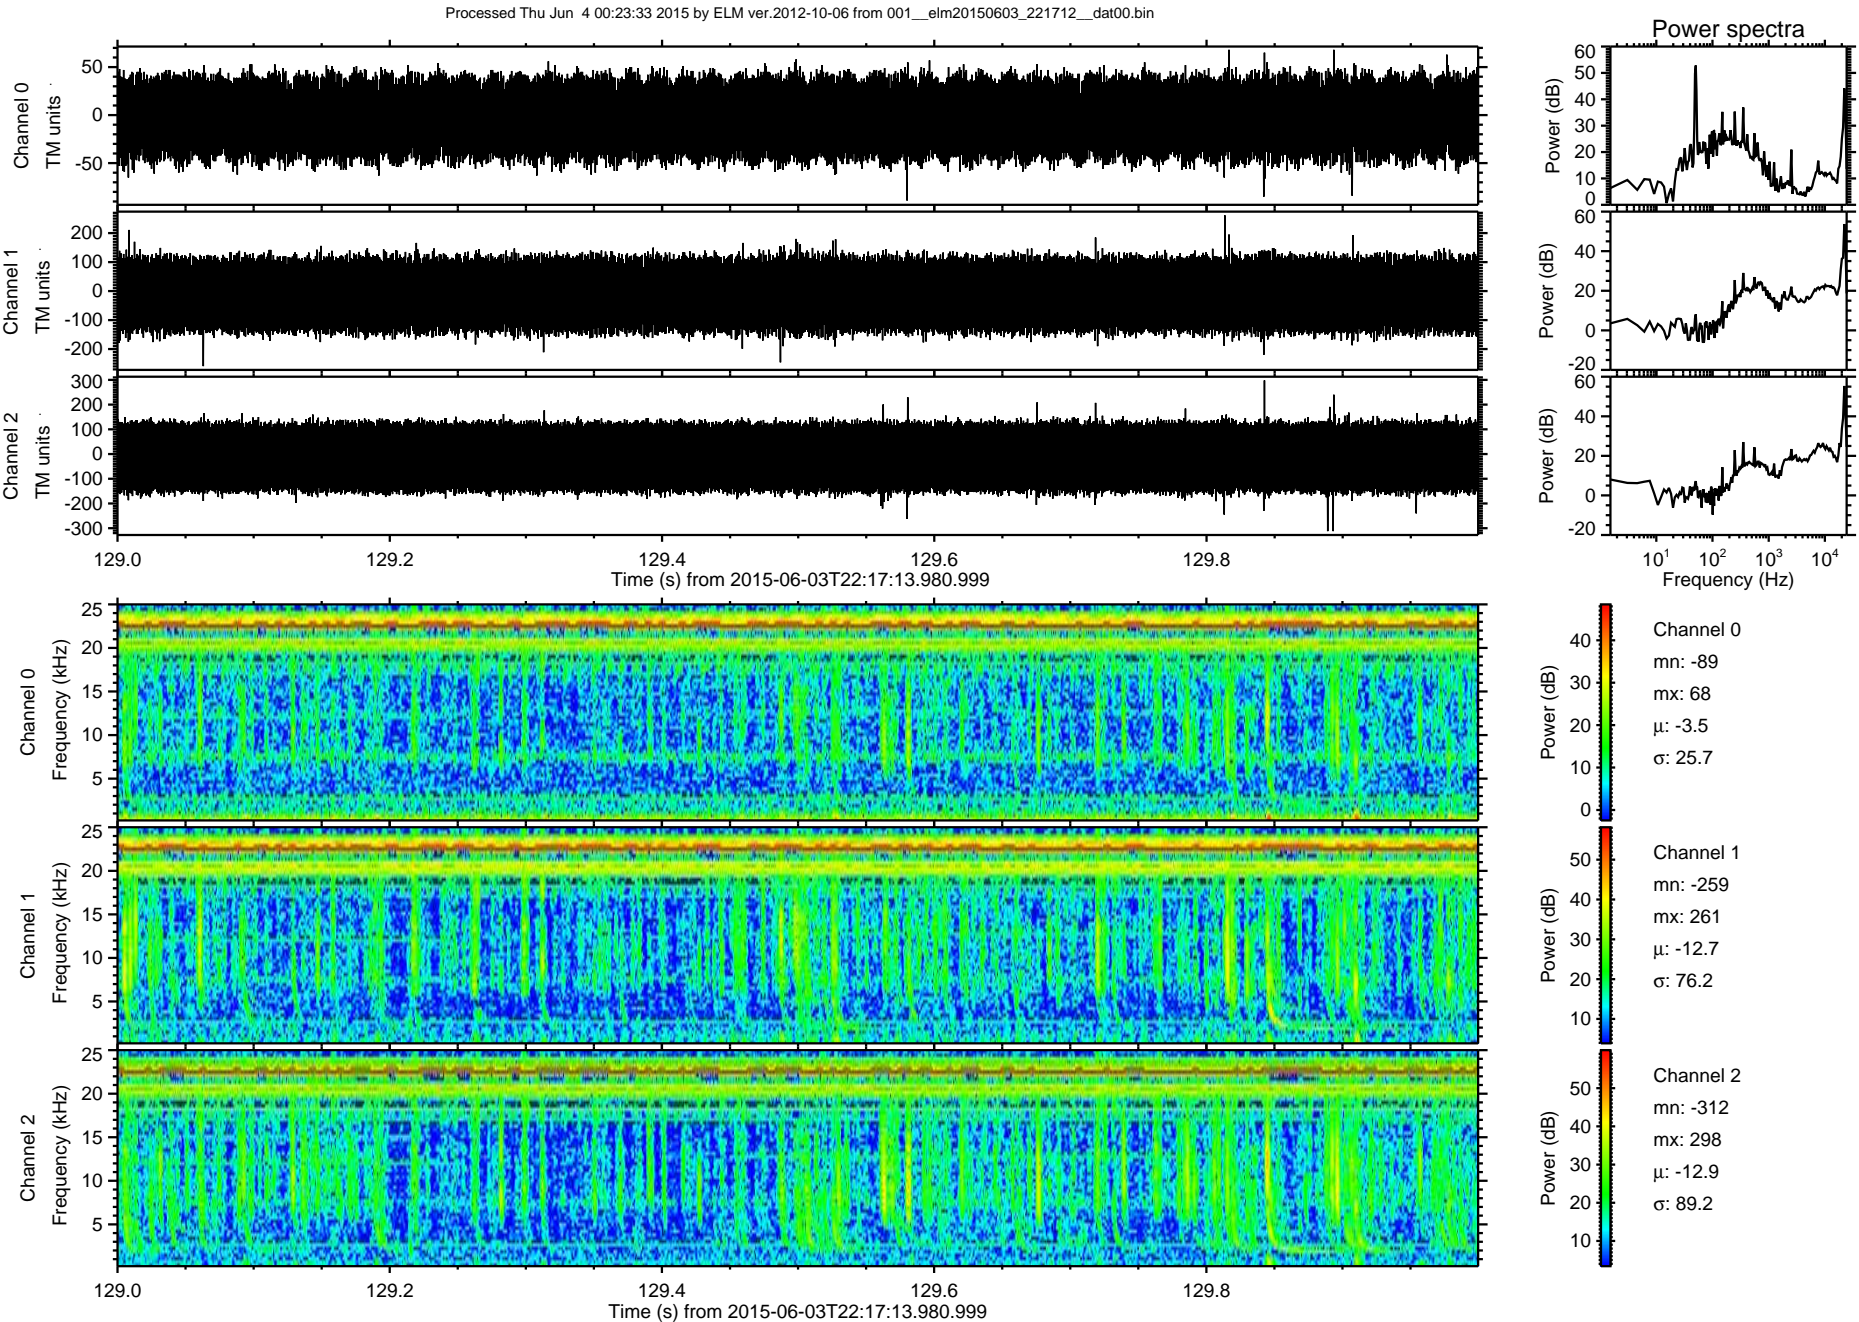 Processed Thu Jun  4 00:23:33 2015 by ELM ver.2012-10-06 from 001__elm20150603_221712__dat00.bin
Power spectra
Channel 0
TM units
50
0
-50
Power (dB)
60
50
40
30
20
10
0
Channel 1
TM units
200
100
0
-100
-200
Power (dB)
60
40
20
0
-20
Channel 2
TM units
300
200
100
0
-100
-200
-300
Power (dB)
60
40
20
0
-20
129.0 129.2 129.4 129.6 129.8
Time (s) from 2015-06-03T22:17:13.980.999
10^1 10^2 10^3 10^4
Frequency (Hz)
Channel 0
Frequency (kHz)
25
20
15
10
5
Power (dB)
40
30
20
10
0
Channel 0
mn: -89
mx: 68
μ: -3.5
σ: 25.7
Channel 1
Frequency (kHz)
25
20
15
10
5
Power (dB)
50
40
30
20
10
Channel 1
mn: -259
mx: 261
μ: -12.7
σ: 76.2
Channel 2
Frequency (kHz)
25
20
15
10
5
Power (dB)
50
40
30
20
10
Channel 2
mn: -312
mx: 298
μ: -12.9
σ: 89.2
129.0 129.2 129.4 129.6 129.8
Time (s) from 2015-06-03T22:17:13.980.999